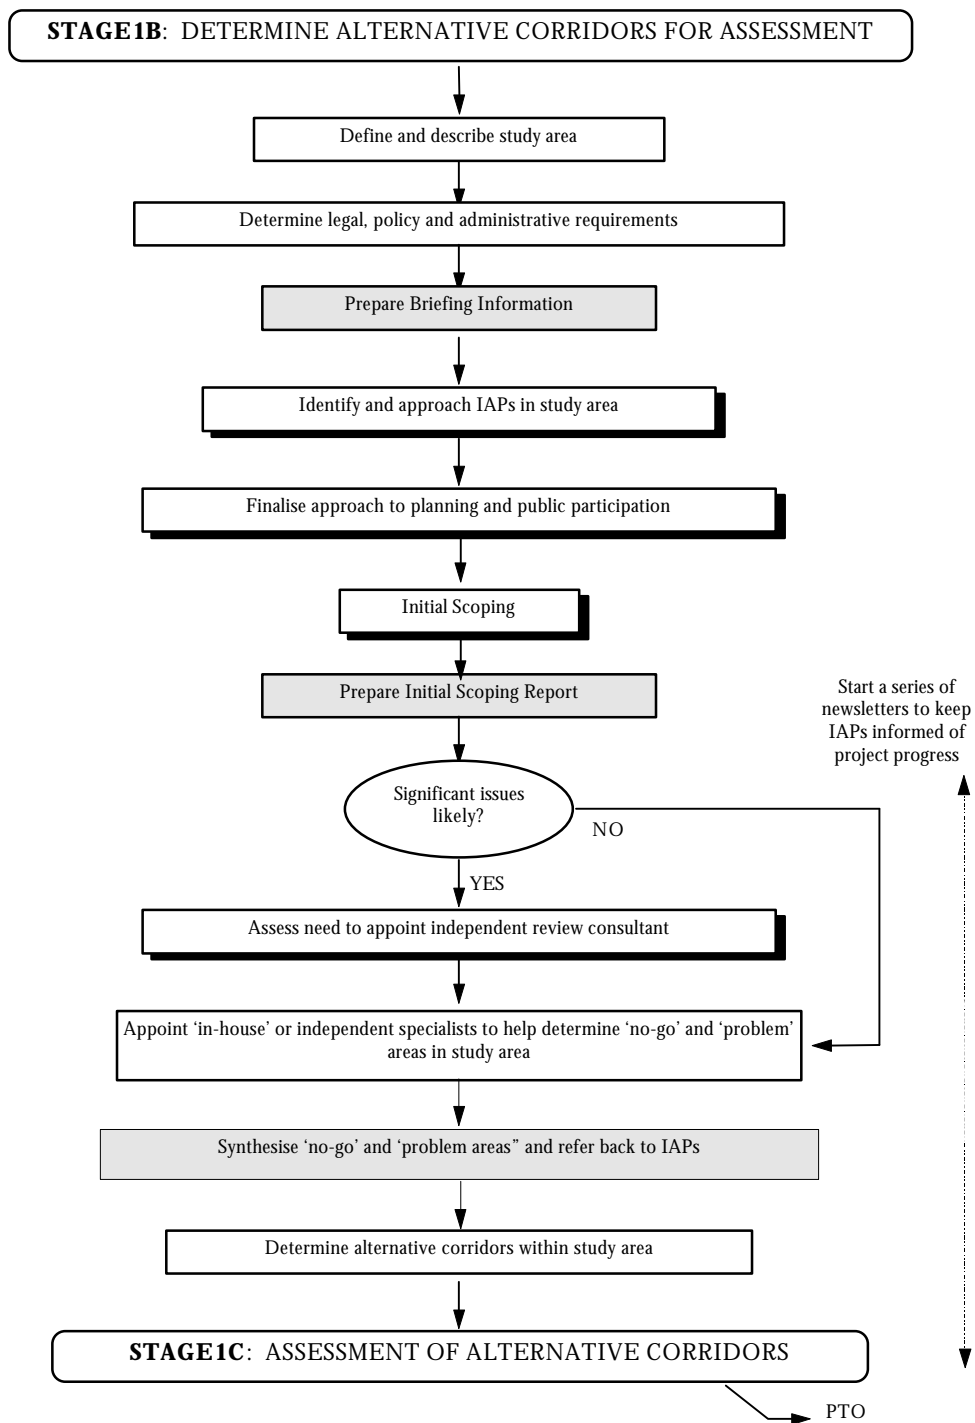 STAGE1B: DETERMINE ALTERNATIVE CORRIDORS FOR ASSESSMENT
Define and describe study area
Determine legal, policy and administrative requirements
Prepare Briefing Information
Identify and approach IAPs in study area
Finalise approach to planning and public participation
Initial Scoping
Prepare Initial Scoping Report
Start a series of
newsletters to keep
IAPs informed of
project progress
Significant issues
likely?
NO
YES
Assess need to appoint independent review consultant
Appoint ‘in-house’ or independent specialists to help determine ‘no-go’ and ‘problem’
areas in study area
Synthesise ‘no-go’ and ‘problem areas” and refer back to IAPs
Determine alternative corridors within study area
STAGE1C: ASSESSMENT OF ALTERNATIVE CORRIDORS
PTO